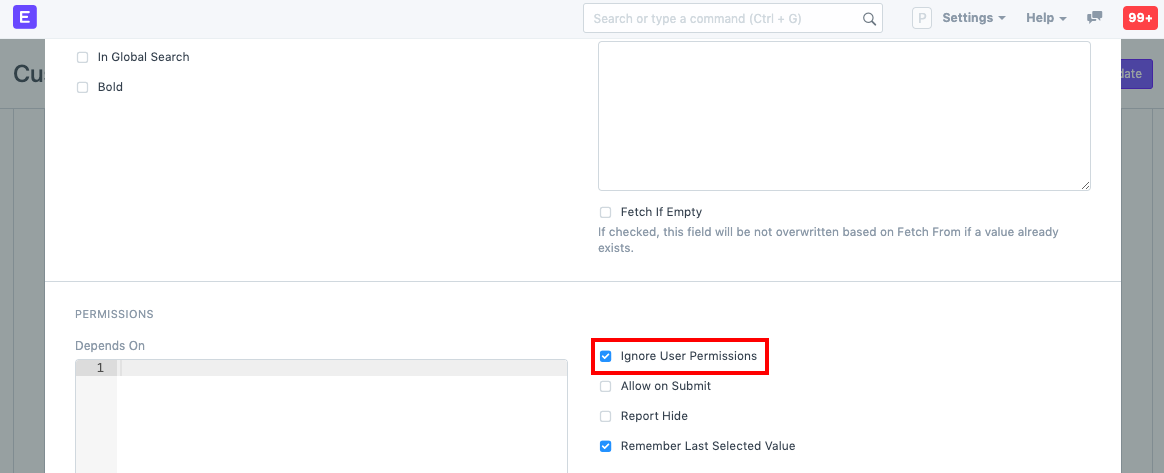 E
Search or type a command (Ctrl + G)
P
Settings
Help
99+
Cu
date
In Global Search
Bold
Fetch If Empty
If checked, this field will be not overwritten based on Fetch From if a value already
exists.
PERMISSIONS
Depends On
1
Ignore User Permissions
Allow on Submit
Report Hide
Remember Last Selected Value